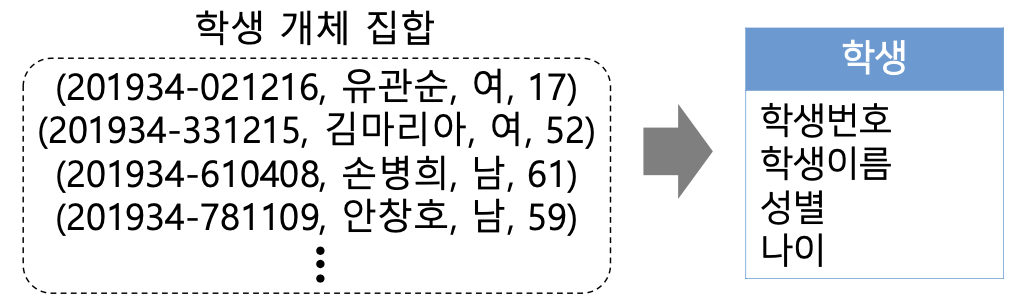 학생 개체 집합
(201934-021216, 유관순, 여, 17)
(201934-331215, 김마리아, 여, 52)
(201934-610408, 손병희, 남, 61)
(201934-781109, 안창호, 남, 59)
⋮
학생
학생번호
학생이름
성별
나이